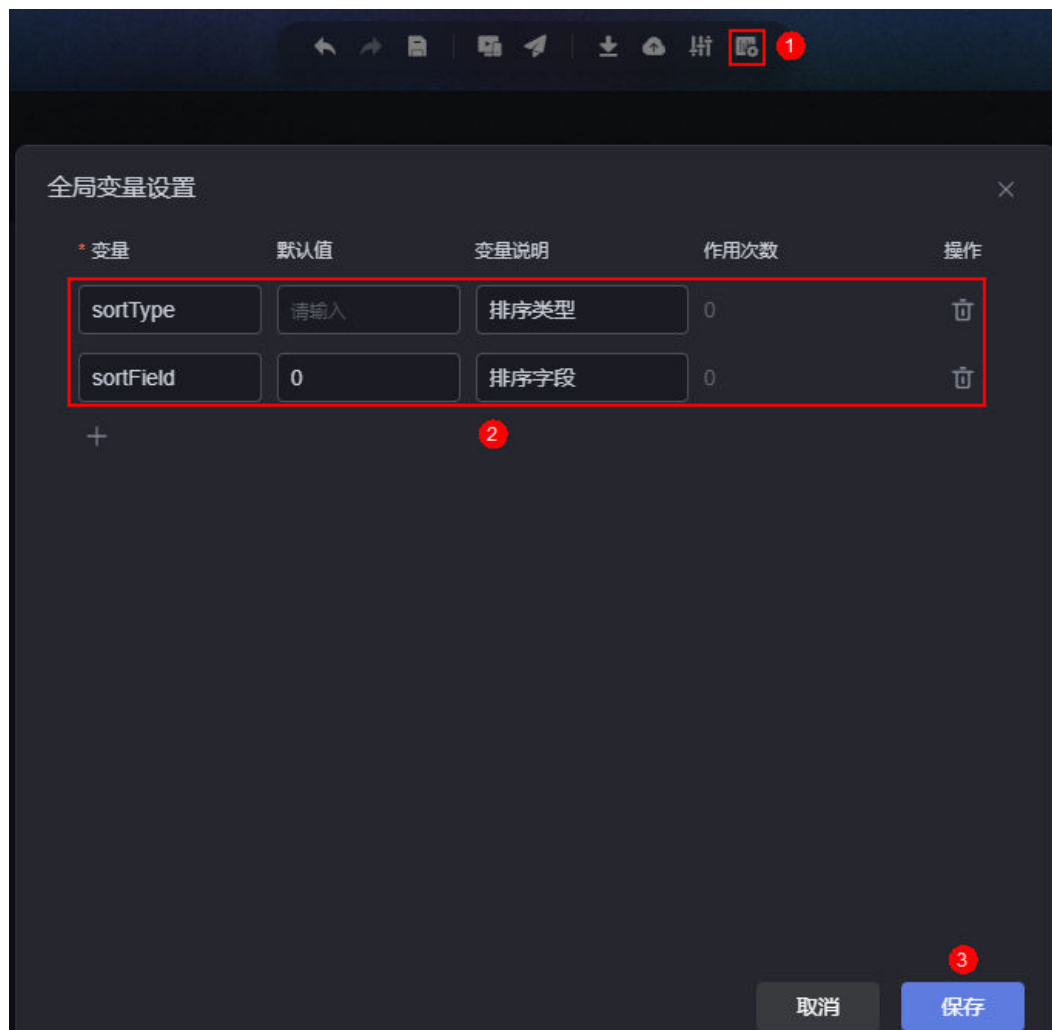 1
全局变量设置
* 变量 默认值 变量说明 作用次数 操作
sortType 请输入 排序类型 0
sortField 0 排序字段 0
2
3
取消 保存